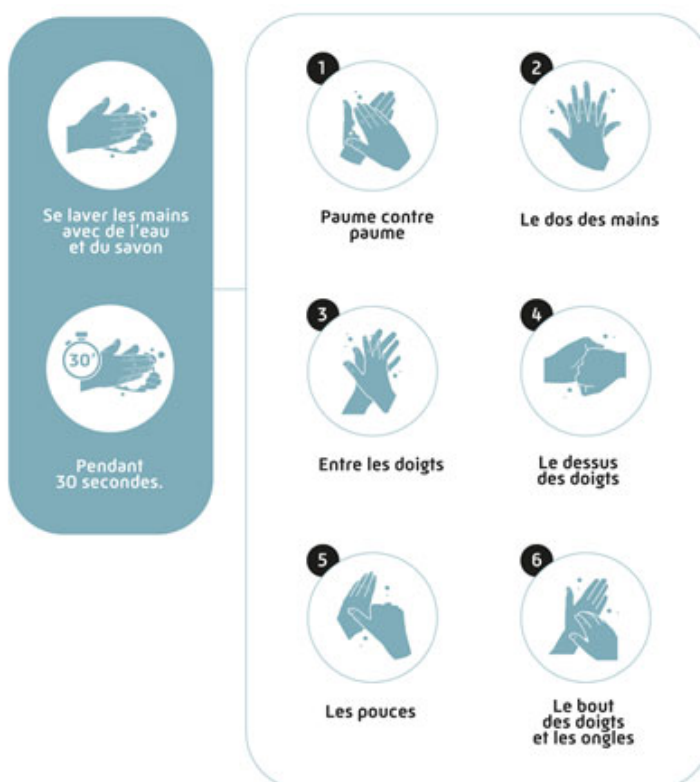 Se laver les mains
avec de l'eau
et du savon
30'
Pendant
30 secondes.
1
Paume contre
paume
2
Le dos des mains
3
Entre les doigts
4
Le dessus
des doigts
5
Les pouces
6
Le bout
des doigts
et les ongles